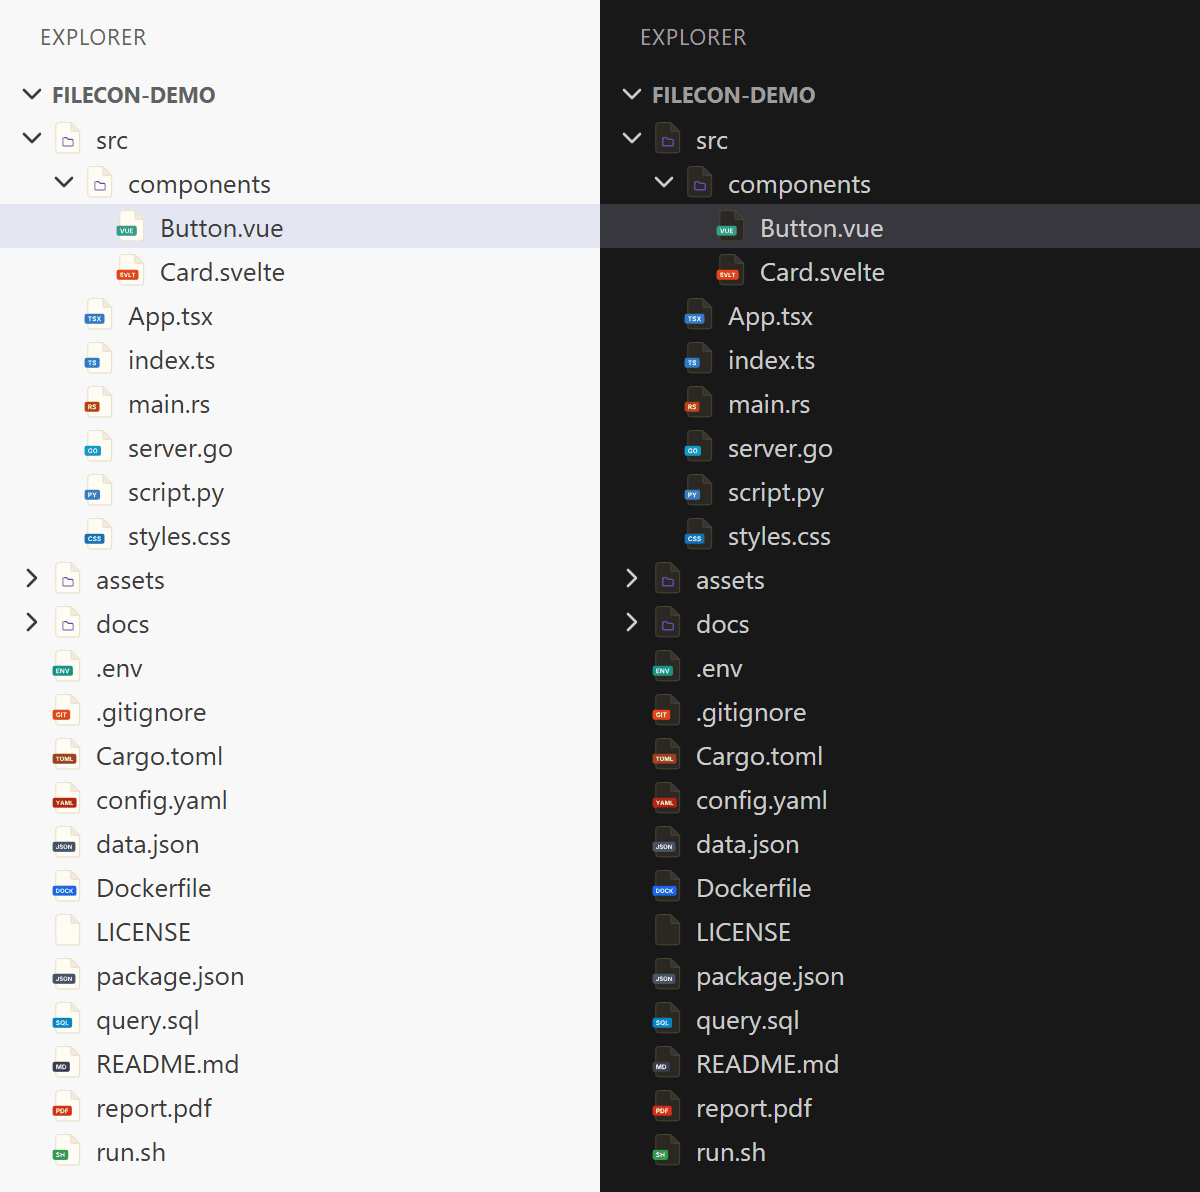 EXPLORER
FILECON-DEMO
src
components
VUE Button.vue
SVLT Card.svelte
TSX App.tsx
TS index.ts
RS main.rs
GO server.go
PY script.py
CSS styles.css
assets
docs
ENV .env
GIT .gitignore
TOML Cargo.toml
YAML config.yaml
JSON data.json
DOCK Dockerfile
LICENSE
JSON package.json
SQL query.sql
MD README.md
PDF report.pdf
SH run.sh
EXPLORER
FILECON-DEMO
src
components
VUE Button.vue
SVLT Card.svelte
TSX App.tsx
TS index.ts
RS main.rs
GO server.go
PY script.py
CSS styles.css
assets
docs
ENV .env
GIT .gitignore
TOML Cargo.toml
YAML config.yaml
JSON data.json
DOCK Dockerfile
LICENSE
JSON package.json
SQL query.sql
MD README.md
PDF report.pdf
SH run.sh